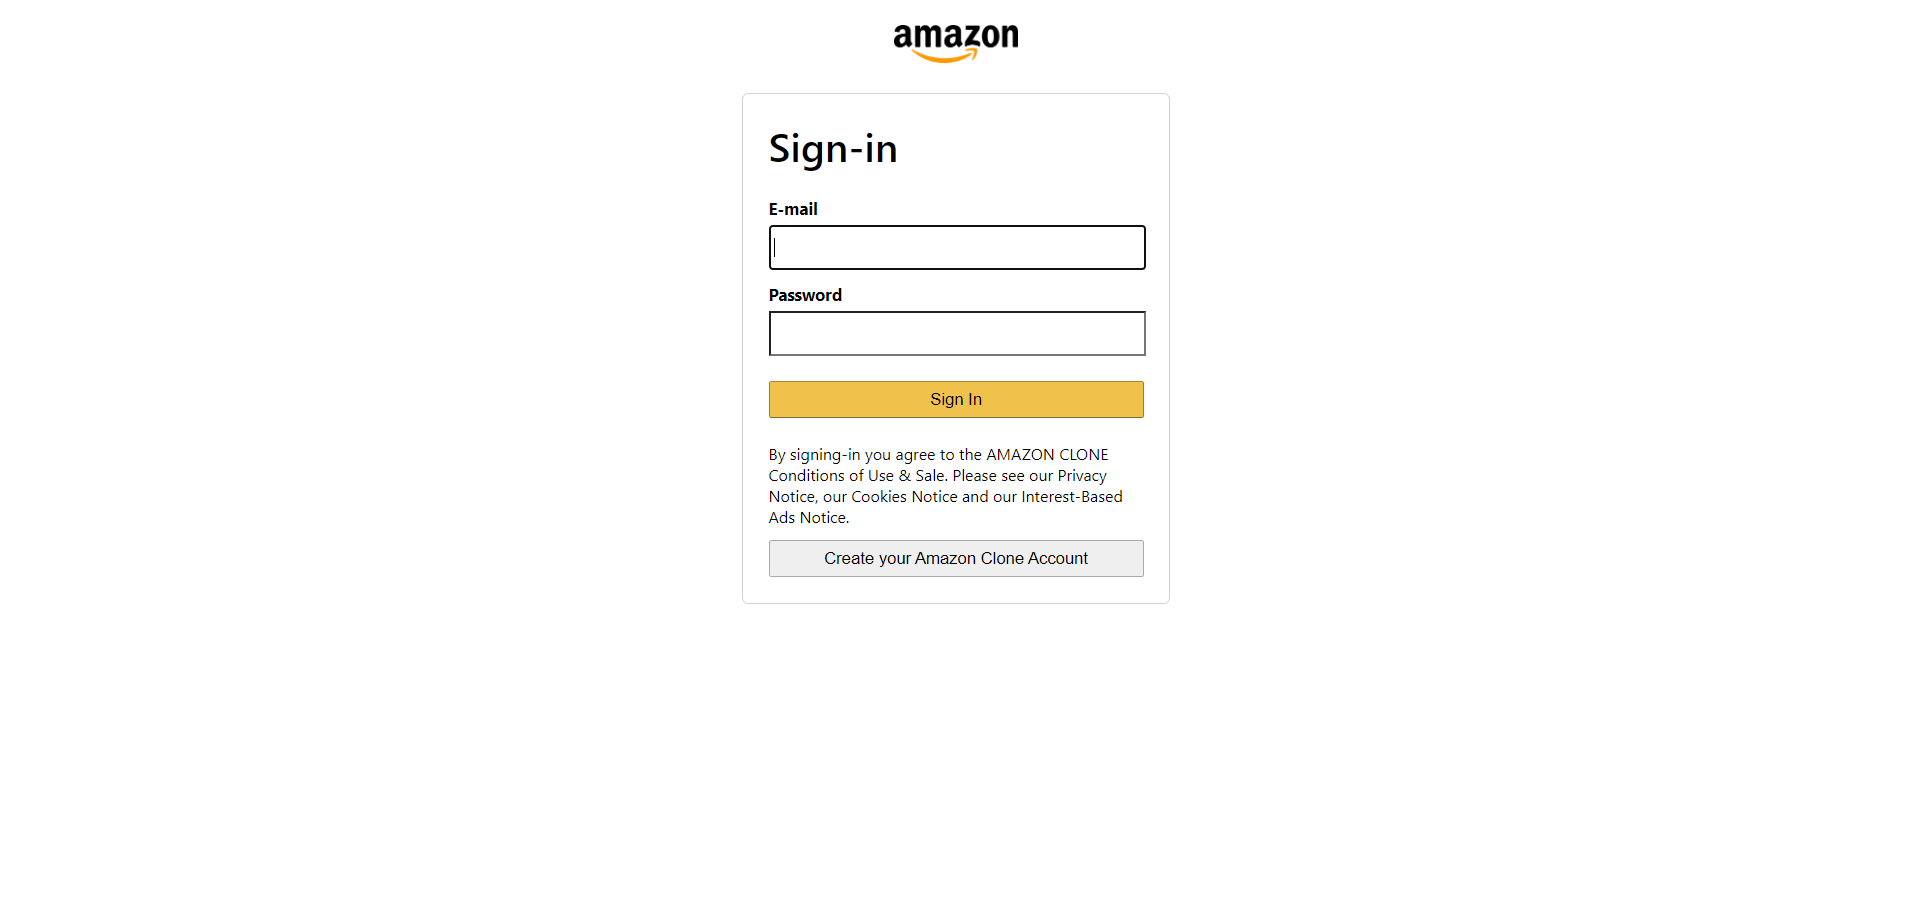 amazon
Sign-in
E-mail
Password
Sign In
By signing-in you agree to the AMAZON CLONE
Conditions of Use & Sale. Please see our Privacy
Notice, our Cookies Notice and our Interest-Based
Ads Notice.
Create your Amazon Clone Account